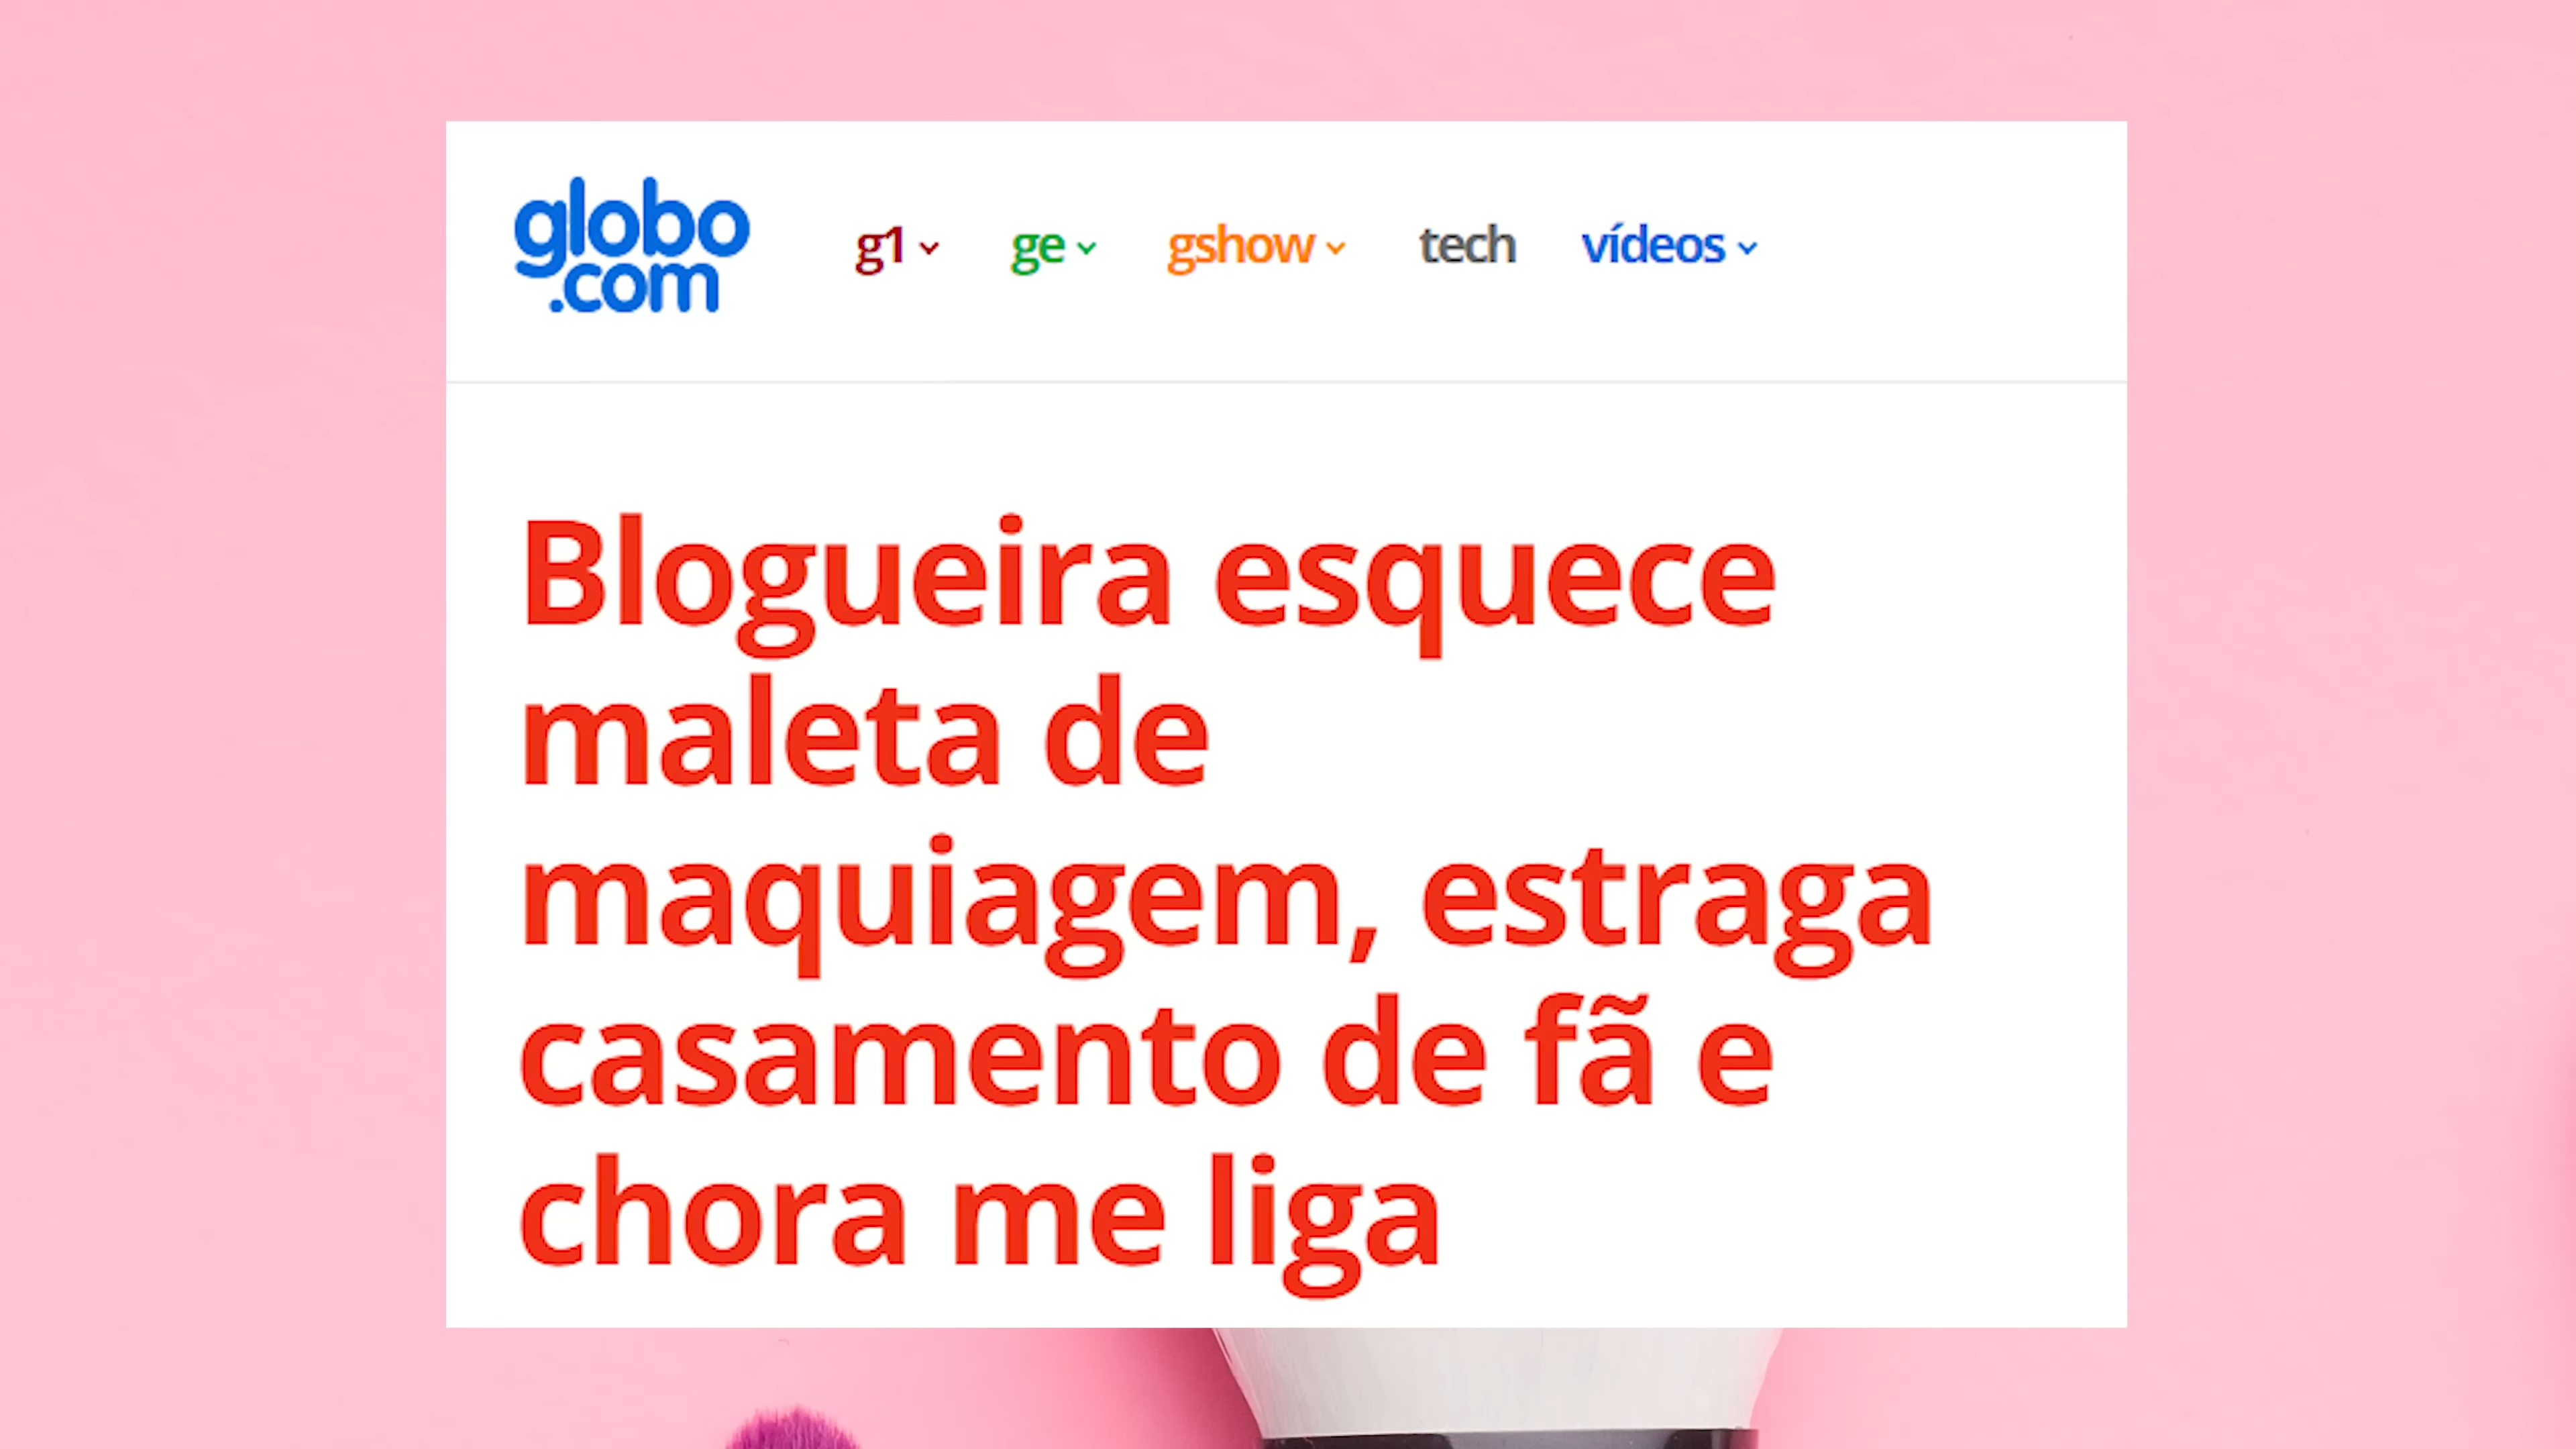 globo
.com
g1 ge gshow tech vídeos
Blogueira esquece
maleta de
maquiagem, estraga
casamento de fã e
chora me liga